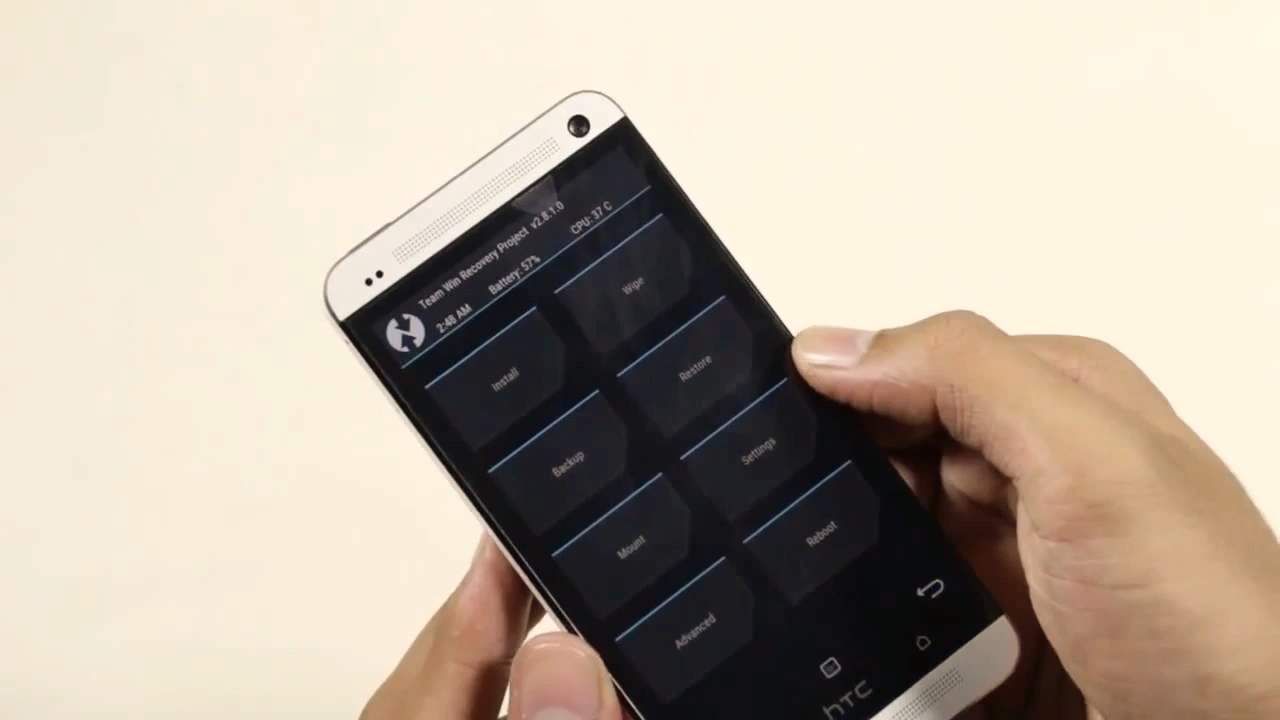 Team Win Recovery Project v2.8.1.0
2:48 AM Battery: 57% CPU: 37 C
Install Wipe
Backup Restore
Mount Settings
Advanced Reboot
hTC